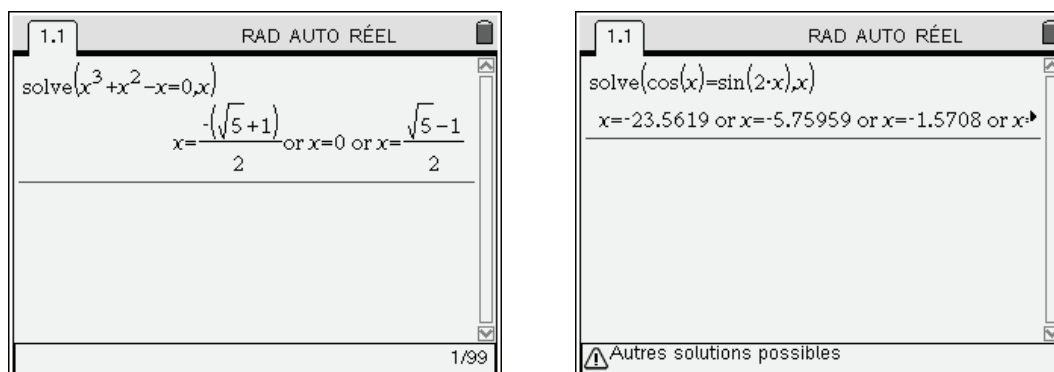 1.1 RAD AUTO RÉEL
solve(x³+x²−x=0,x)
x=-(√5+1)/2 or x=0 or x=(√5−1)/2
1/99
1.1 RAD AUTO RÉEL
solve(cos(x)=sin(2·x),x)
x=-23.5619 or x=-5.75959 or x=-1.5708 or x=
Autres solutions possibles